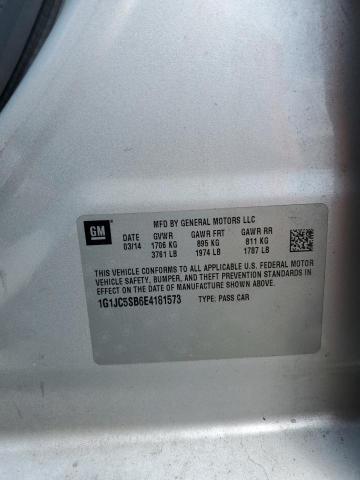 GM
MFD BY GENERAL MOTORS LLC
DATE GVWR GAWR FRT GAWR RR
03/14 1706 KG 895 KG 811 KG
3761 LB 1974 LB 1787 LB
THIS VEHICLE CONFORMS TO ALL APPLICABLE U.S. FEDERAL MOTOR
VEHICLE SAFETY, BUMPER, AND THEFT PREVENTION STANDARDS IN
EFFECT ON THE DATE OF MANUFACTURE SHOWN ABOVE.
1G1JC5SB6E4181573 TYPE: PASS CAR